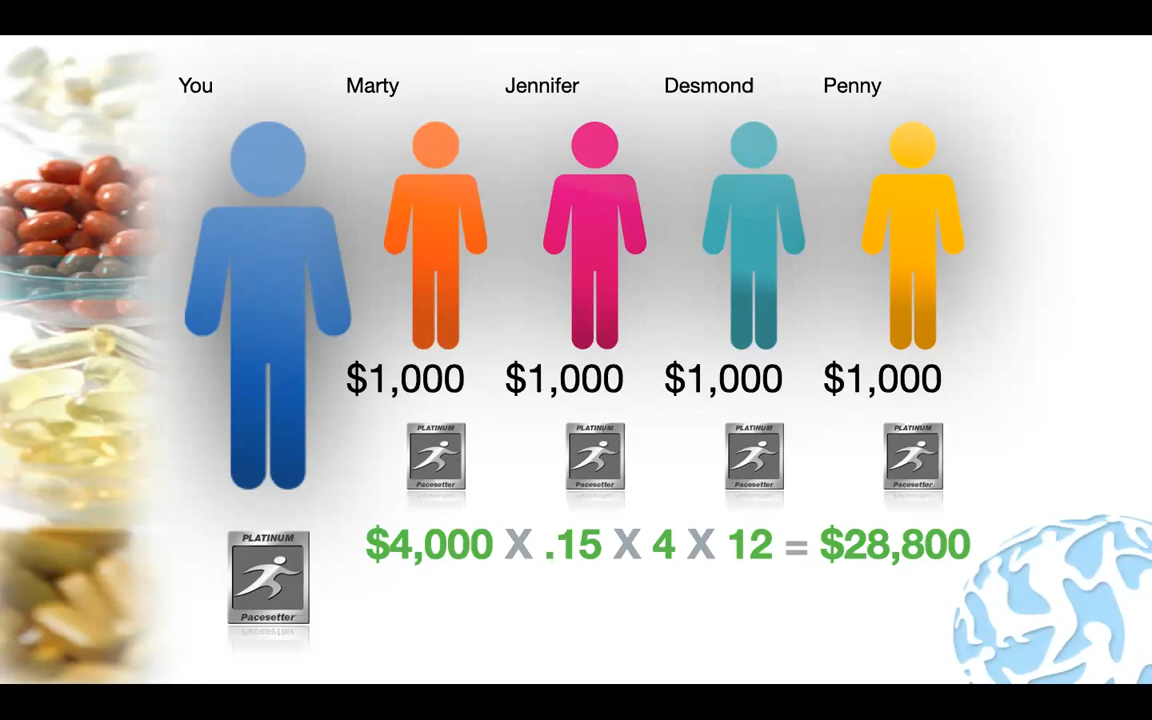 You Marty Jennifer Desmond Penny
$1,000 $1,000 $1,000 $1,000
PLATINUM PLATINUM PLATINUM PLATINUM
Pacesetter Pacesetter Pacesetter Pacesetter
$4,000 X .15 X 4 X 12 = $28,800
PLATINUM
Pacesetter